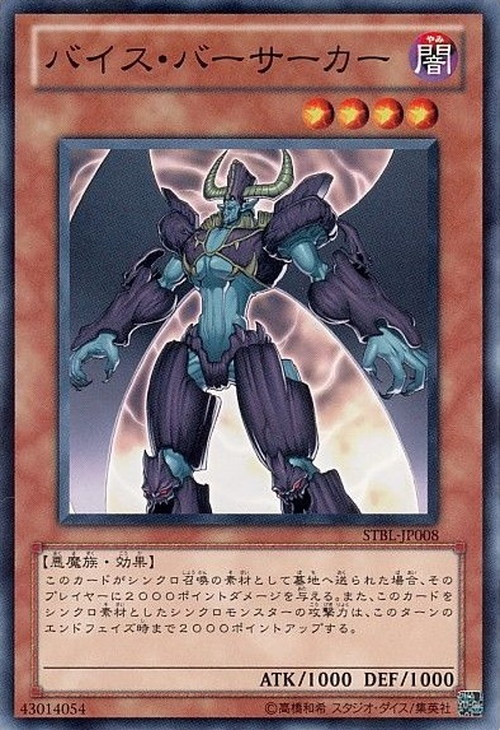 バイス・バーサーカー
闇
STBL-JP008
【悪魔族・効果】
このカードがシンクロ召喚の素材として墓地へ送られた場合、その
プレイヤーに2000ポイントダメージを与える。また、このカードを
シンクロ素材としたシンクロモンスターの攻撃力は、このターンの
エンドフェイズ時まで2000ポイントアップする。
ATK/1000 DEF/1000
43014054 ©高橋和希 スタジオ・ダイス/集英社